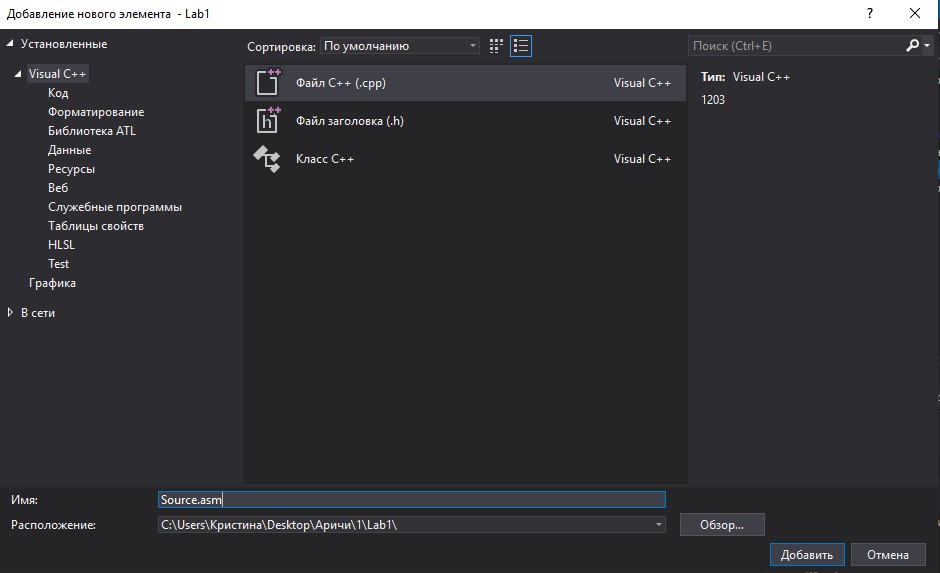 Добавление нового элемента - Lab1
? 
Установленные
Сортировка: По умолчанию
Поиск (Ctrl+E)
Visual C++
Код
Форматирование
Библиотека ATL
Данные
Ресурсы
Веб
Служебные программы
Таблицы свойств
HLSL
Test
Графика
В сети
Файл C++ (.cpp) Visual C++
Файл заголовка (.h) Visual C++
Класс C++ Visual C++
Тип: Visual C++
1203
Имя: Source.asm
Расположение: C:\Users\Кристина\Desktop\Аричи\1\Lab1\
Обзор...
Добавить Отмена